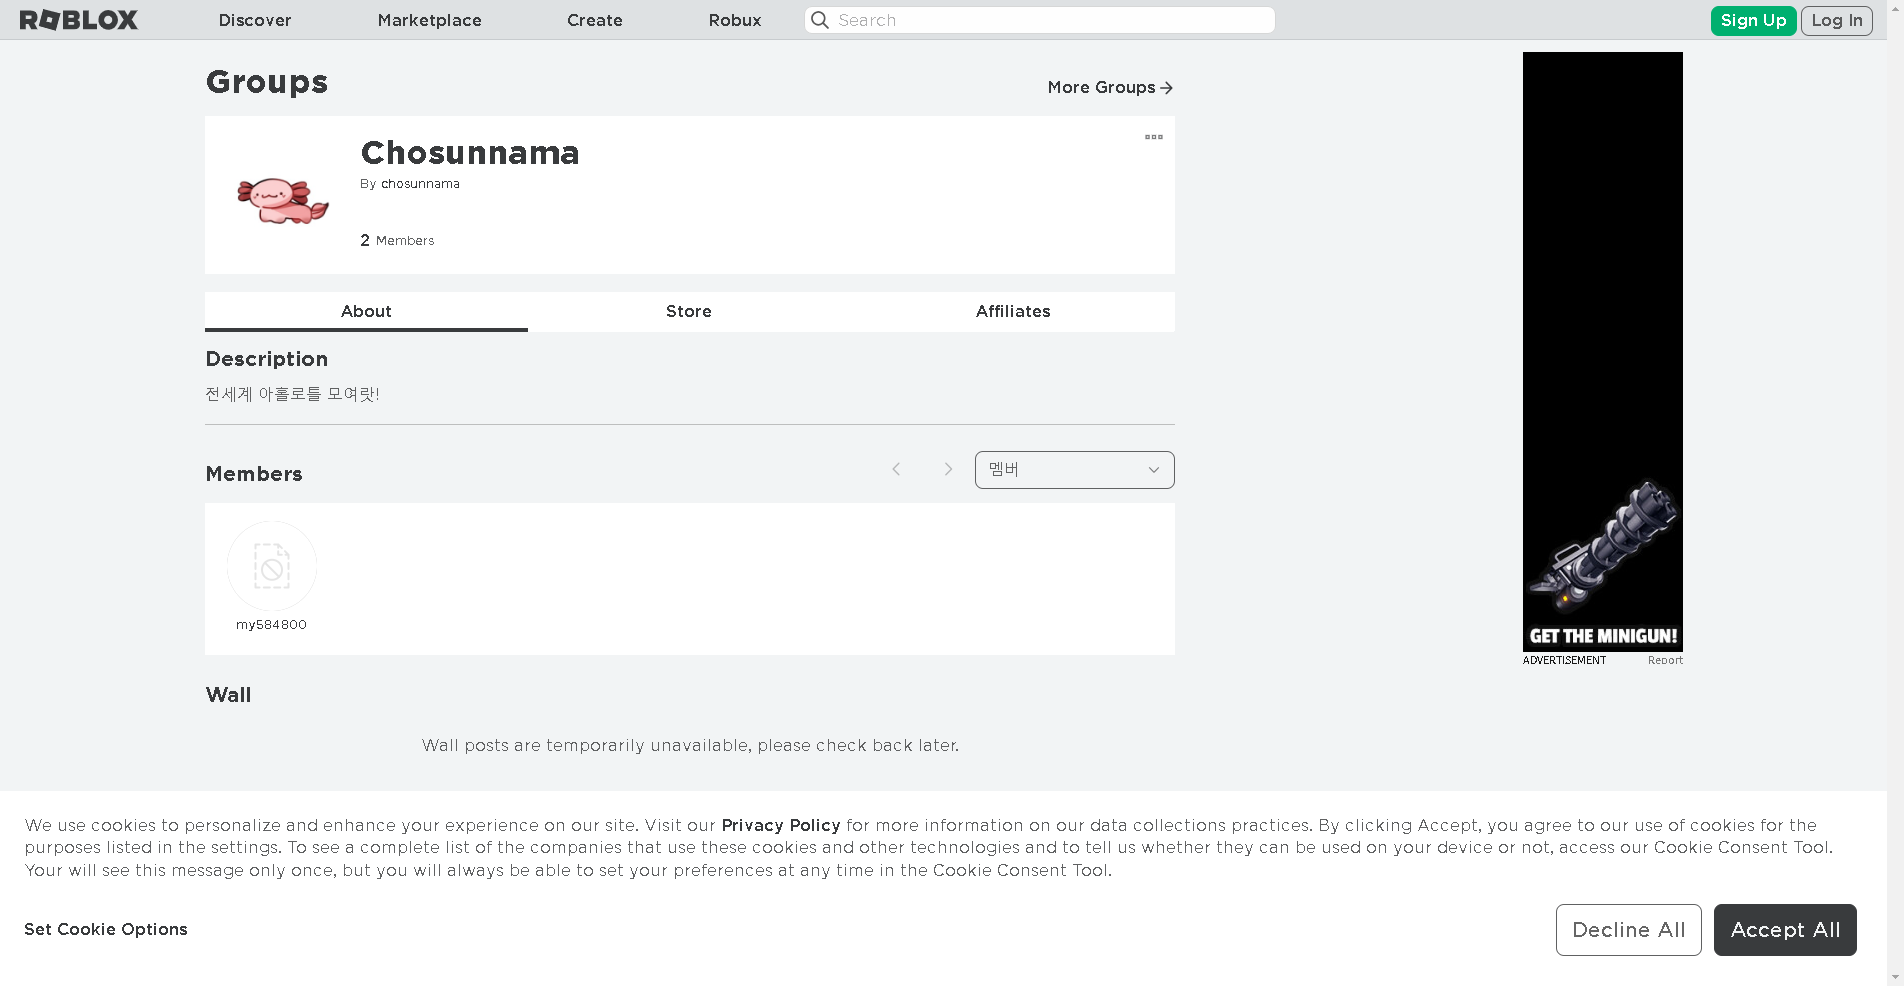 ROBLOX Discover Marketplace Create Robux Search Sign Up Log In
Groups
More Groups
Chosunnama
By chosunnama
2 Members
About Store Affiliates
Description
전세계 아홀로틀 모여랏!
Members
멤버
my584800
Wall
Wall posts are temporarily unavailable, please check back later.
GET THE MINIGUN!
ADVERTISEMENT Report
We use cookies to personalize and enhance your experience on our site. Visit our Privacy Policy for more information on our data collections practices. By clicking Accept, you agree to our use of cookies for the
purposes listed in the settings. To see a complete list of the companies that use these cookies and other technologies and to tell us whether they can be used on your device or not, access our Cookie Consent Tool.
Your will see this message only once, but you will always be able to set your preferences at any time in the Cookie Consent Tool.
Set Cookie Options
Decline All
Accept All